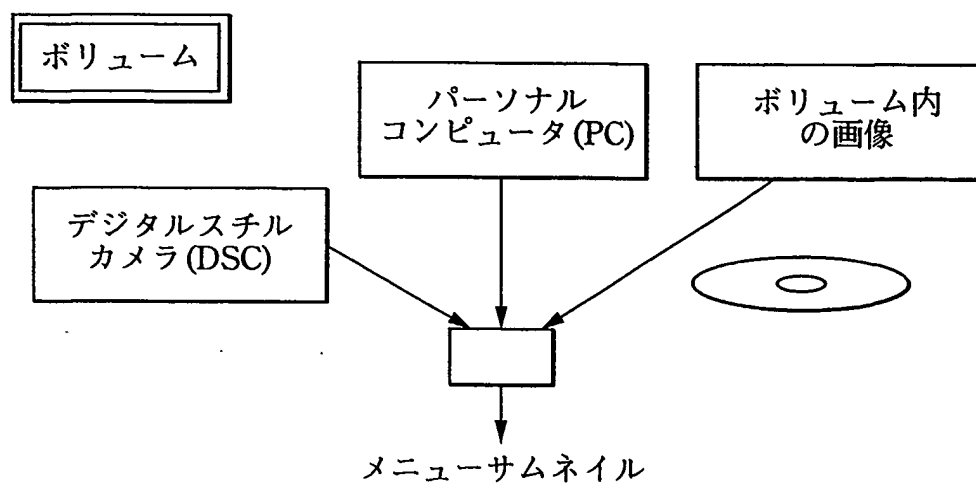 ボリューム
パーソナル
コンピュータ(PC)
ボリューム内
の画像
デジタルスチル
カメラ(DSC)
メニューサムネイル